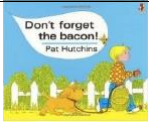 Don't forget
the bacon!
Pat Hutchins